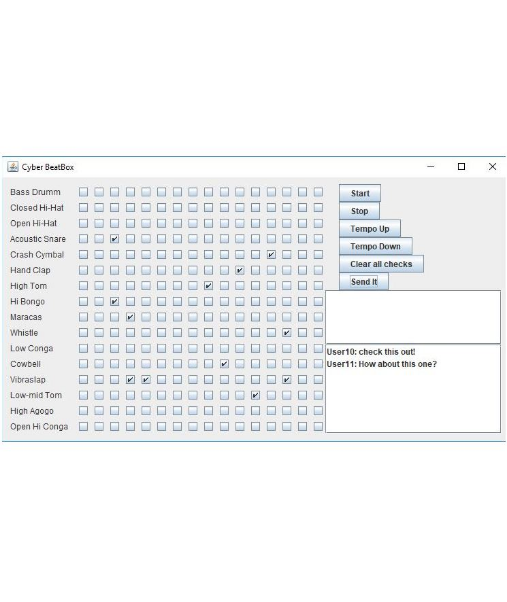 Cyber BeatBox
Bass Drumm
Closed Hi-Hat
Open Hi-Hat
Acoustic Snare
Crash Cymbal
Hand Clap
High Tom
Hi Bongo
Maracas
Whistle
Low Conga
Cowbell
Vibraslap
Low-mid Tom
High Agogo
Open Hi Conga
Start
Stop
Tempo Up
Tempo Down
Clear all checks
Send It
User10: check this out!
User11: How about this one?